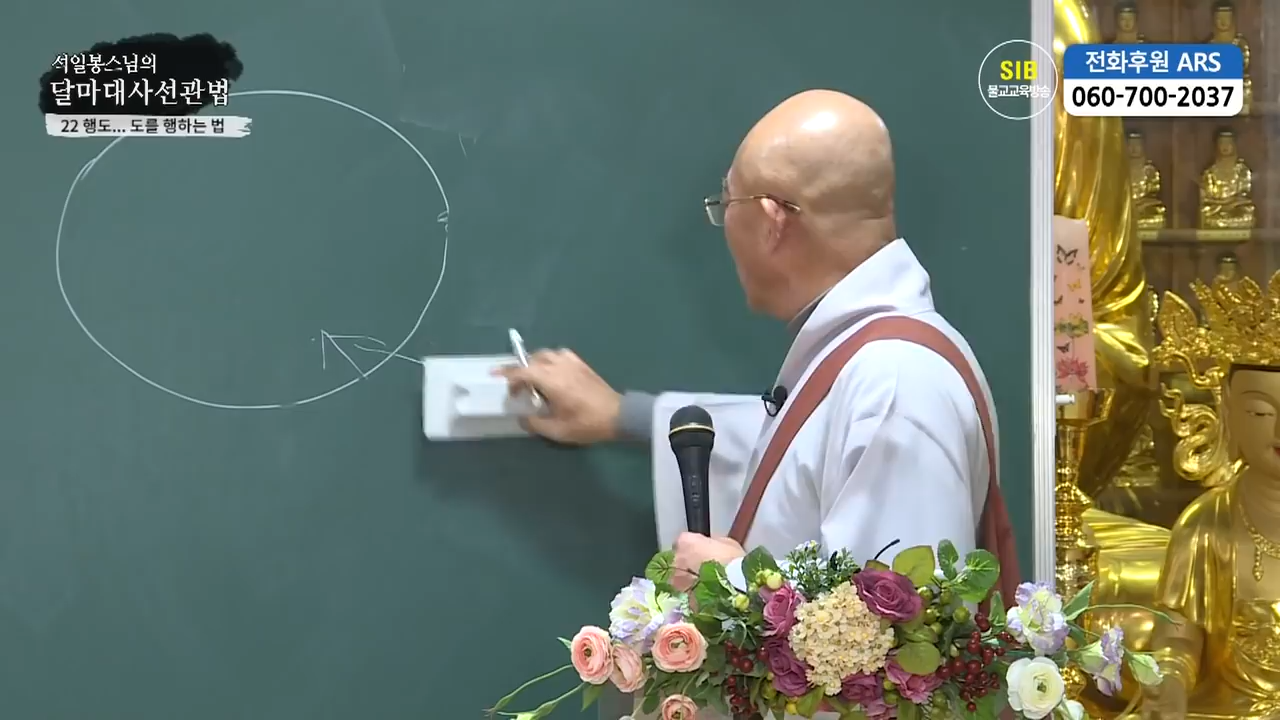 석일봉스님의
달마대사선관법
22 행도... 도를 행하는 법
SIB
불교교육방송
전화후원 ARS
060-700-2037